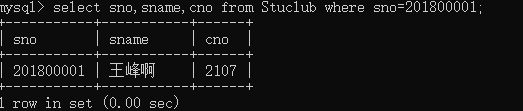 mysql> select sno,sname,cno from Stuclub where sno=201800001;
+-----------+--------+------+
| sno | sname | cno |
+-----------+--------+------+
| 201800001 | 王峰啊 | 2107 |
+-----------+--------+------+
1 row in set (0.00 sec)